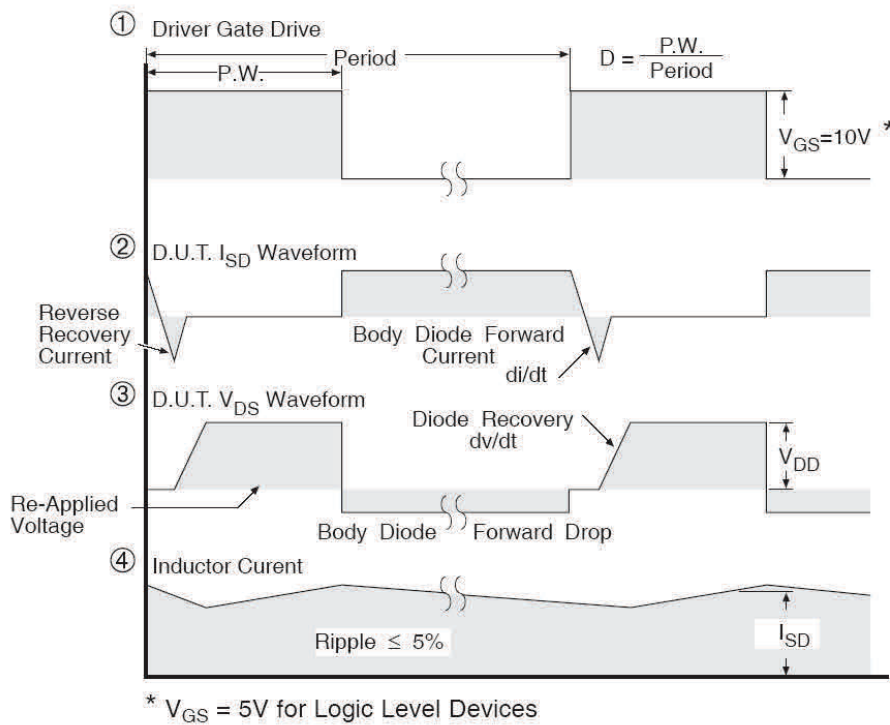 ① Driver Gate Drive
Period
P.W.
D = P.W. / Period
V_GS=10V *
② D.U.T. I_SD Waveform
Reverse
Recovery
Current
Body Diode Forward
Current
di/dt
③ D.U.T. V_DS Waveform
Diode Recovery
dv/dt
V_DD
Re-Applied
Voltage
Body Diode Forward Drop
④ Inductor Curent
Ripple ≤ 5%
I_SD
* V_GS = 5V for Logic Level Devices